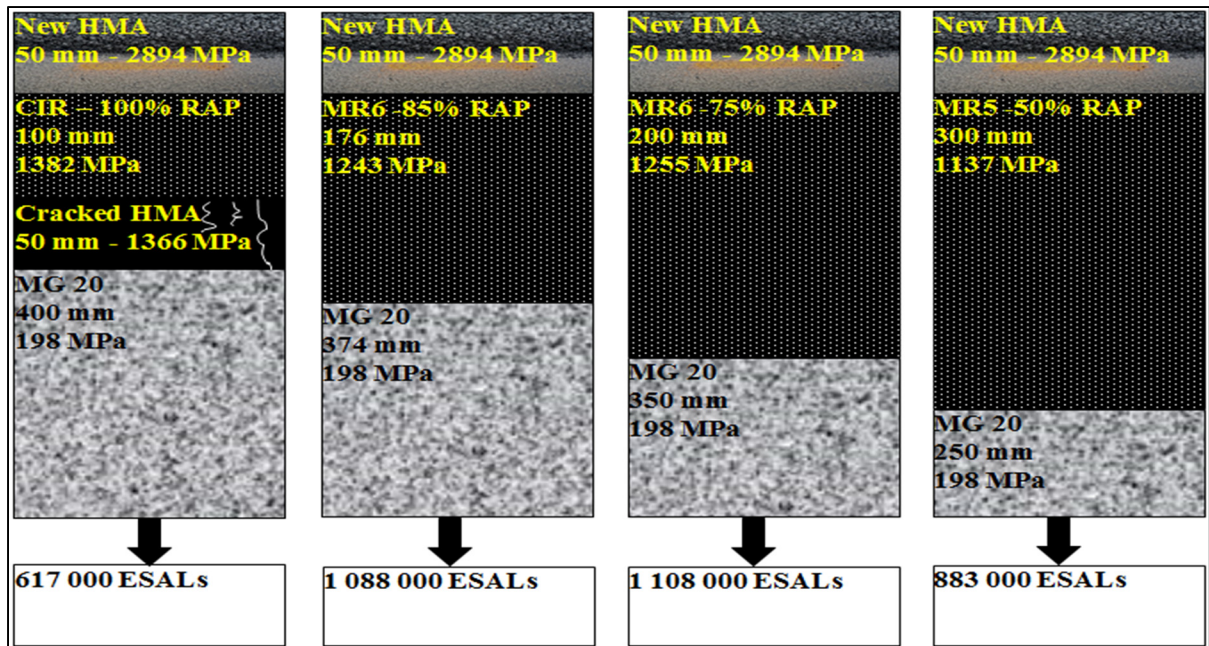 New HMA
50 mm - 2894 MPa
CIR – 100% RAP
100 mm
1382 MPa
Cracked HMA
50 mm - 1366 MPa
MG 20
400 mm
198 MPa
617 000 ESALs
New HMA
50 mm - 2894 MPa
MR6 -85% RAP
176 mm
1243 MPa
MG 20
374 mm
198 MPa
1 088 000 ESALs
New HMA
50 mm - 2894 MPa
MR6 -75% RAP
200 mm
1255 MPa
MG 20
350 mm
198 MPa
1 108 000 ESALs
New HMA
50 mm - 2894 MPa
MR5 -50% RAP
300 mm
1137 MPa
MG 20
250 mm
198 MPa
883 000 ESALs